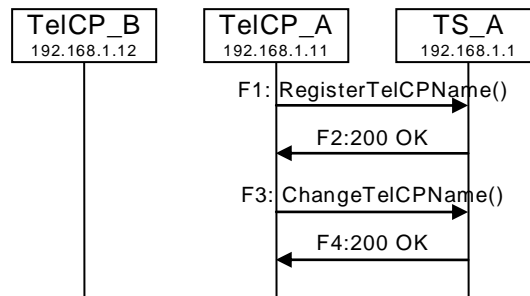 TelCP_B
192.168.1.12
TelCP_A
192.168.1.11
TS_A
192.168.1.1
F1: RegisterTelCPName()
F2:200 OK
F3: ChangeTelCPName()
F4:200 OK